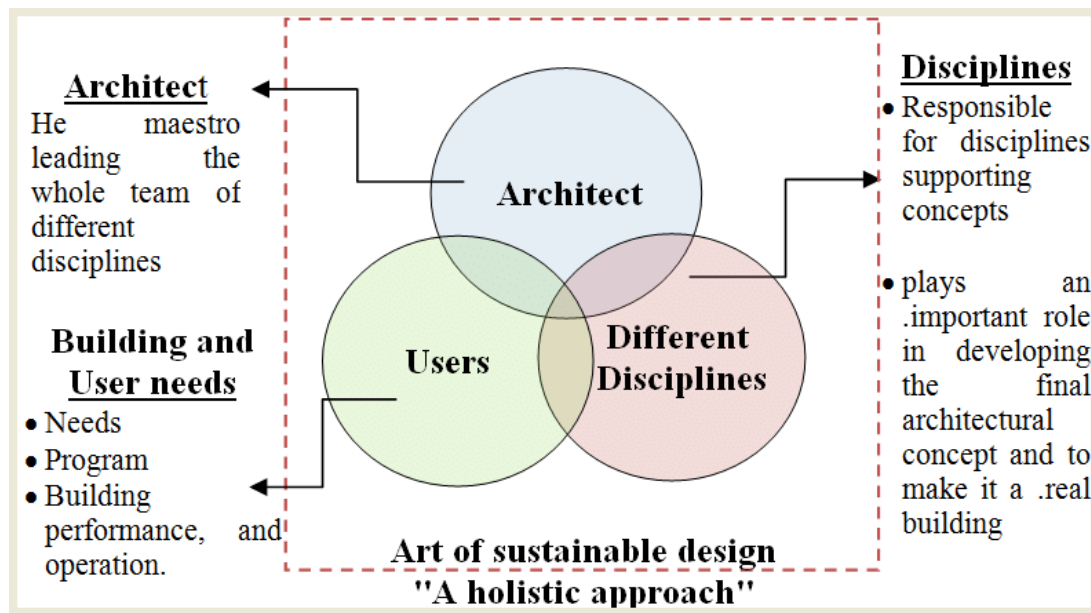 Architect
He maestro
leading the
whole team of
different
disciplines
Building and
User needs
• Needs
• Program
• Building
performance, and
operation.
Architect
Users
Different
Disciplines
Art of sustainable design
"A holistic approach"
Disciplines
• Responsible
for disciplines
supporting
concepts
• plays an
.important role
in developing
the final
architectural
concept and to
make it a .real
building